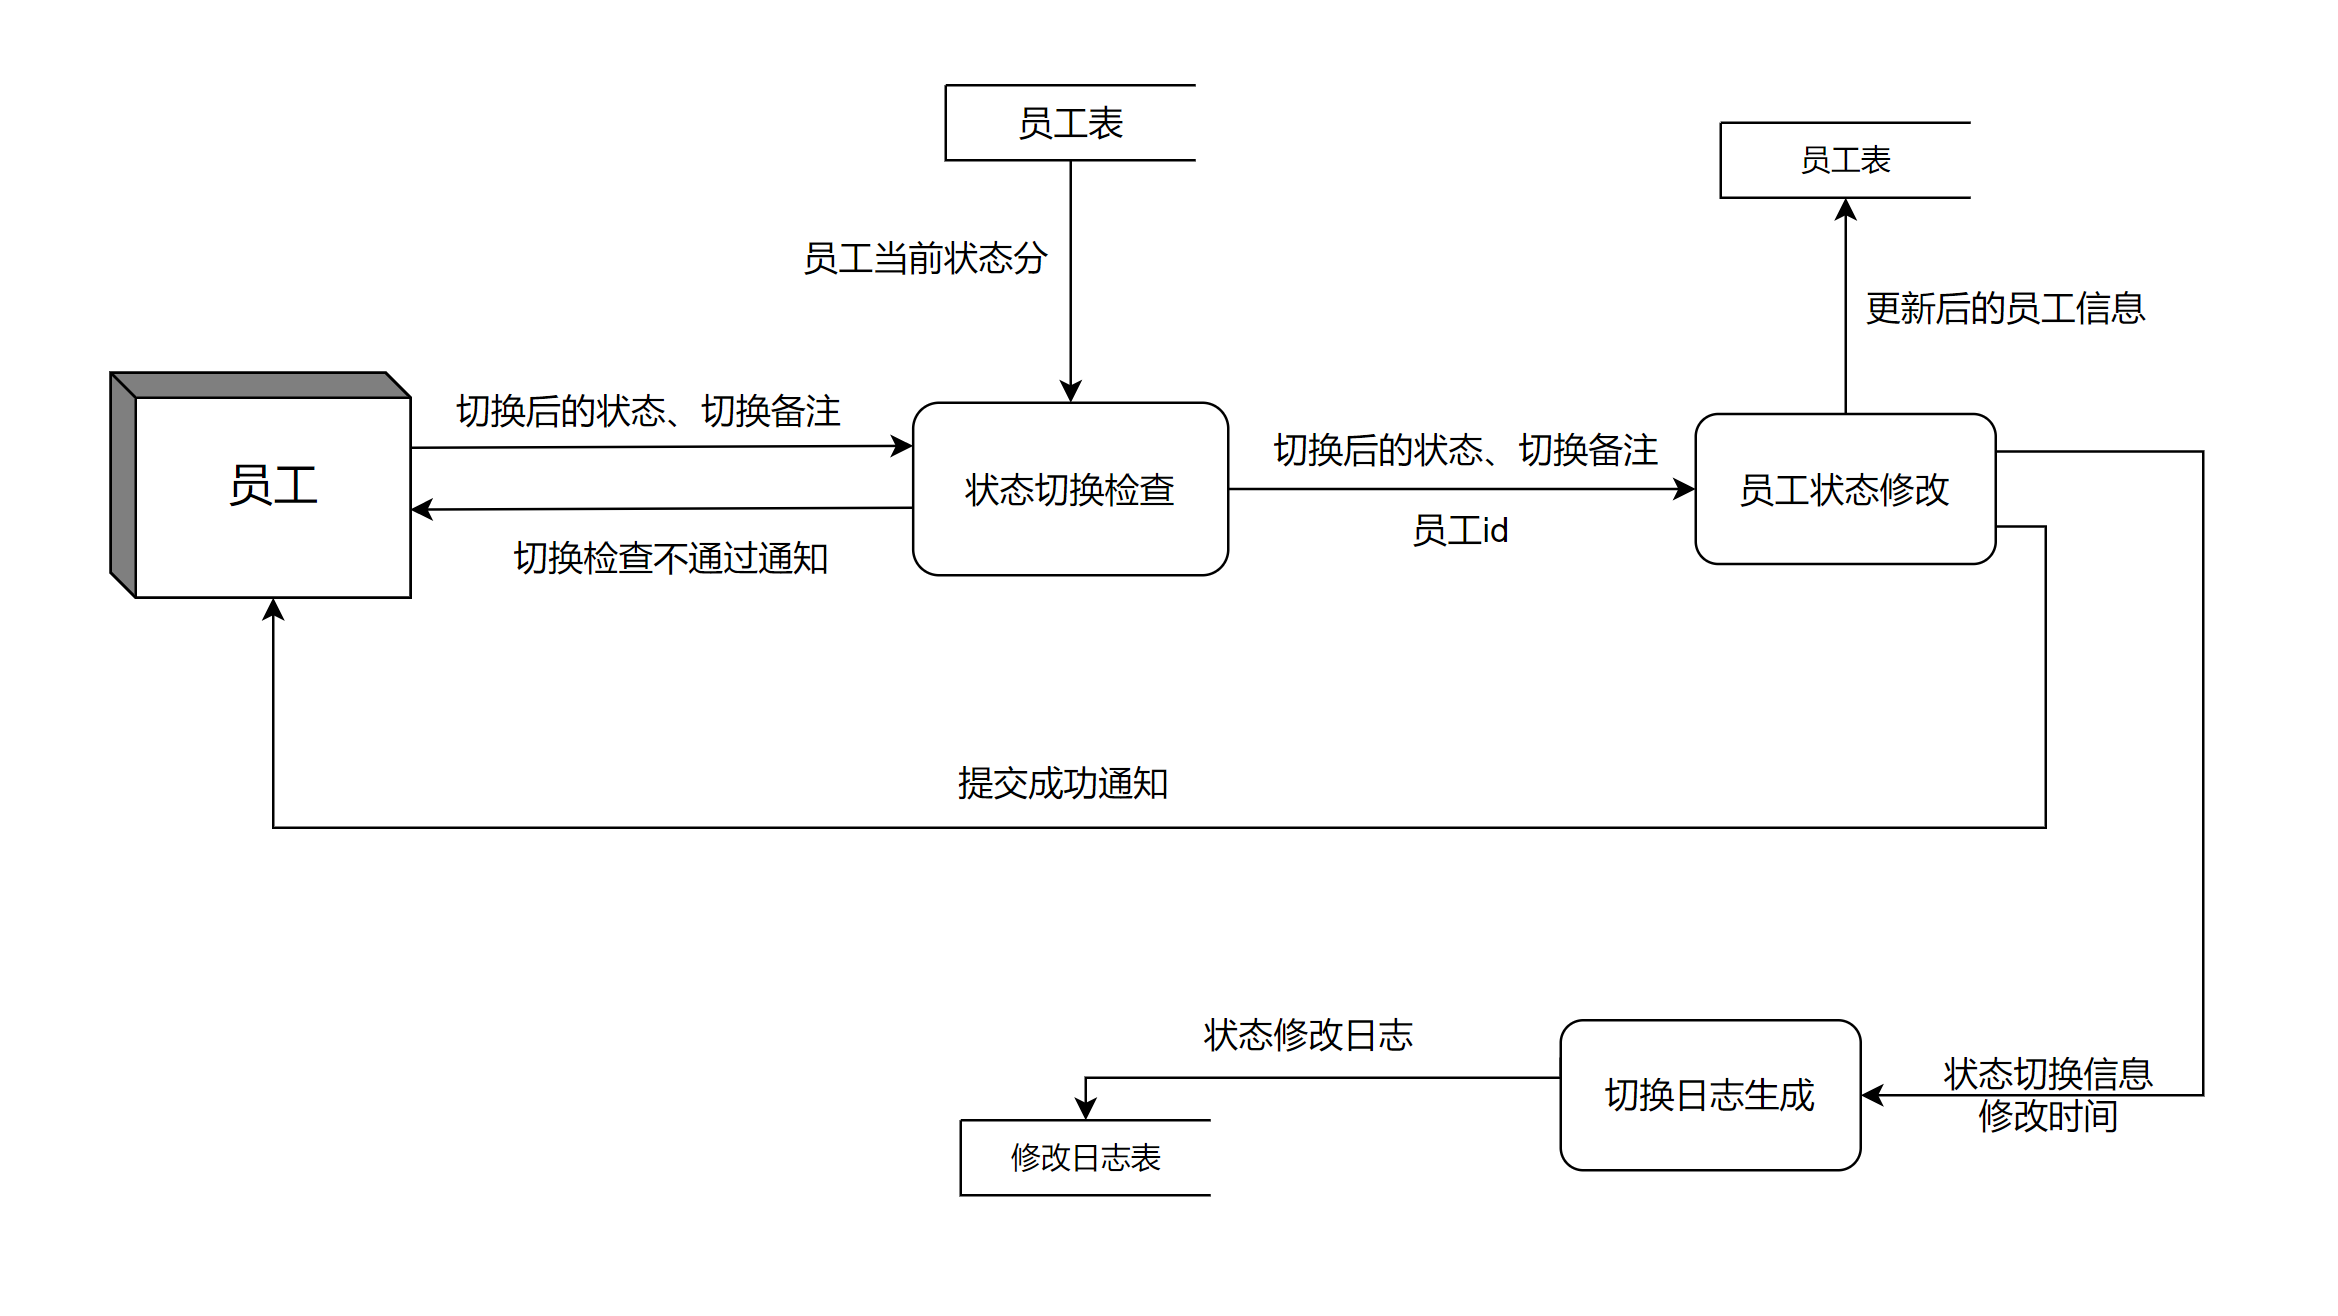 员工表
员工表
员工当前状态分
更新后的员工信息
切换后的状态、切换备注
员工
切换后的状态、切换备注
状态切换检查
员工状态修改
员工id
切换检查不通过通知
提交成功通知
状态修改日志
切换日志生成
状态切换信息
修改时间
修改日志表